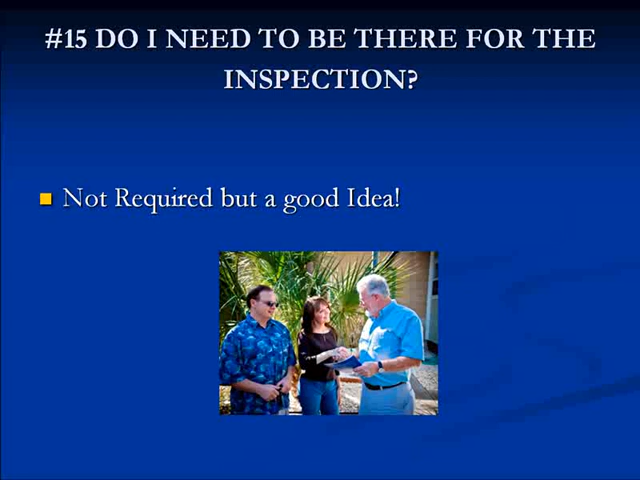 #15 DO I NEED TO BE THERE FOR THE
INSPECTION?
Not Required but a good Idea!